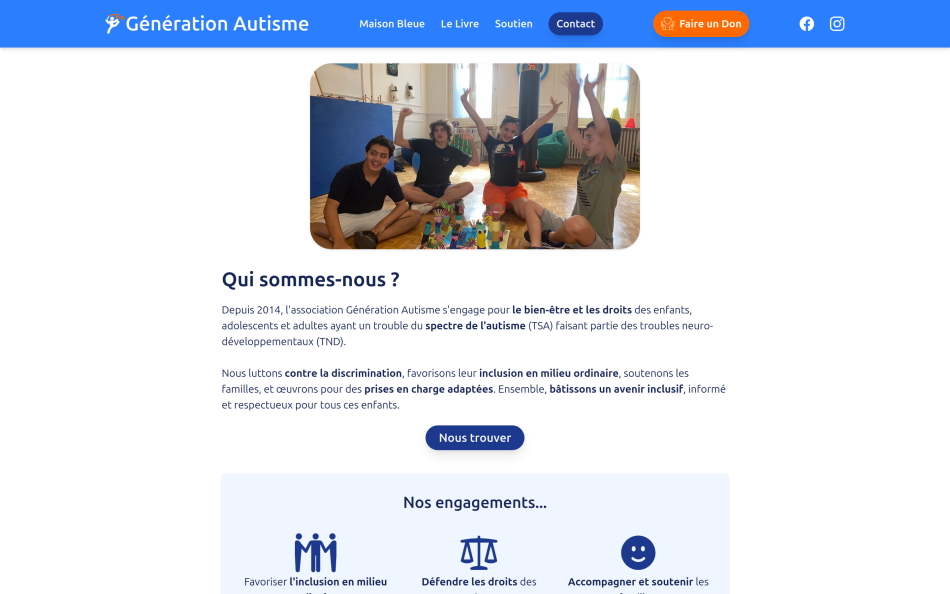 Génération Autisme
Maison Bleue
Le Livre
Soutien
Contact
Faire un Don
Qui sommes-nous ?
Depuis 2014, l'association Génération Autisme s'engage pour le bien-être et les droits des enfants,
adolescents et adultes ayant un trouble du spectre de l'autisme (TSA) faisant partie des troubles neuro-
développementaux (TND).
Nous luttons contre la discrimination, favorisons leur inclusion en milieu ordinaire, soutenons les
familles, et œuvrons pour des prises en charge adaptées. Ensemble, bâtissons un avenir inclusif, informé
et respectueux pour tous ces enfants.
Nous trouver
Nos engagements...
Favoriser l'inclusion en milieu
Défendre les droits des
Accompagner et soutenir les